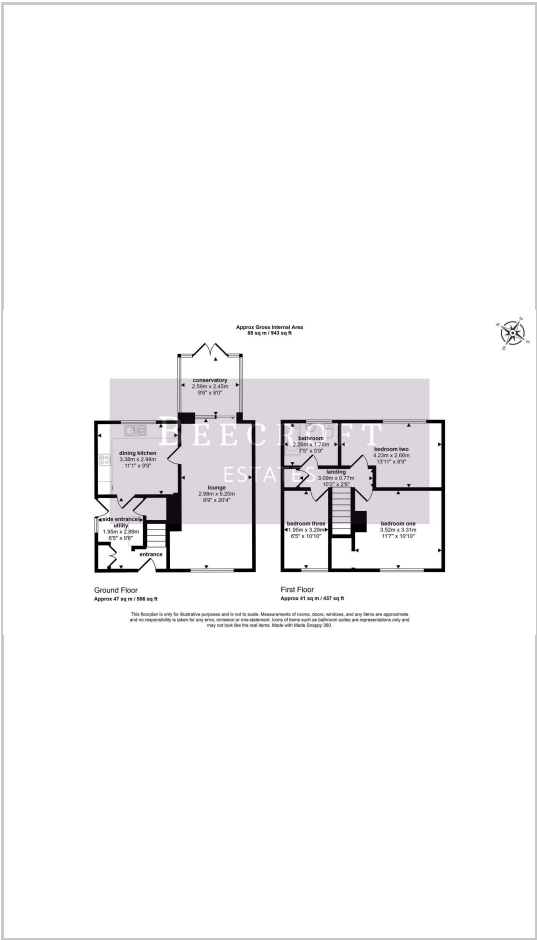 Approx Gross Internal Area
88 sq m / 943 sq ft
conservatory
2.59m x 2.45m
8'6" x 8'0"
BEECROFT
ESTATES
dining kitchen
3.38m x 2.98m
11'1" x 9'9"
lounge
2.98m x 6.20m
9'9" x 20'4"
side entrance/
utility
1.95m x 2.89m
6'5" x 9'6"
entrance
bathroom
2.26m x 1.75m
7'5" x 5'9"
bedroom two
4.23m x 2.66m
13'11" x 8'9"
landing
3.09m x 0.77m
10'2" x 2'6"
bedroom three
1.95m x 3.29m
6'5" x 10'10"
bedroom one
3.52m x 3.31m
11'7" x 10'10"
Ground Floor
Approx 47 sq m / 506 sq ft
First Floor
Approx 41 sq m / 437 sq ft
This floorplan is only for illustrative purposes and is not to scale. Measurements of rooms, doors, windows, and any items are approximate
and no responsibility is taken for any error, omission or mis-statement. Icons of items such as bathroom suites are representations only and
may not look like the real items. Made with Made Snappy 360.